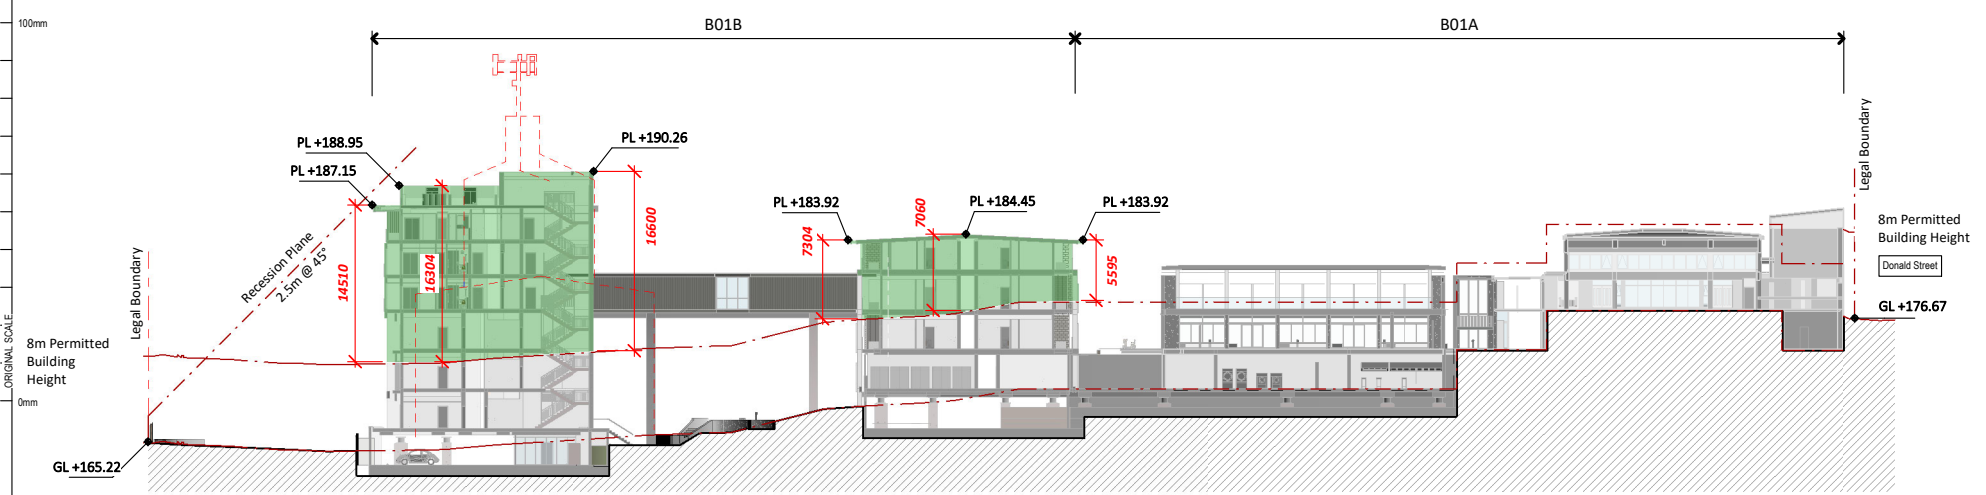 100mm
B01B
B01A
Legal Boundary
PL +190.26
PL +188.95
PL +187.15
PL +183.92
7060
PL +184.45
PL +183.92
8m Permitted
Building Height
Donald Street
GL +176.67
Legal Boundary
Recession Plane
2.5m @ 45°
14510
16304
16600
7304
5595
8m Permitted
Building
Height
ORIGINAL SCALE
0mm
GL +165.22